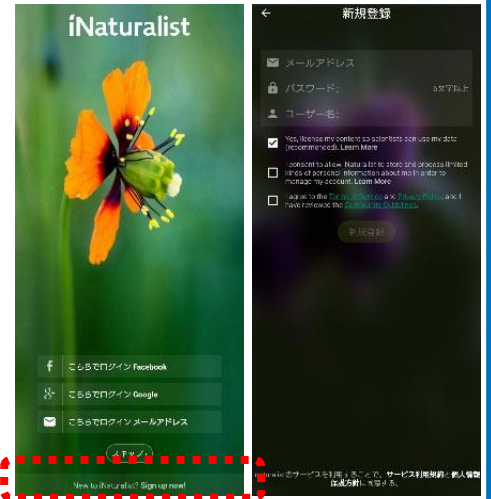 iNaturalist
こちらでログイン Facebook
こちらでログイン Google
こちらでログイン メールアドレス
スキップ
New to iNaturalist? Sign up now!
新規登録
メールアドレス
パスワード:
6文字以上
ユーザー名:
Yes, license my content so scientists can use my data
(recommended). Learn More
I consent to allow iNaturalist to store and process limited
kinds of personal information about me in order to
manage my account. Learn More
I agree to the Terms of Service and Privacy Policy, and I
have reviewed the Community Guidelines.
新規登録
のサービスを利用することで、サービス利用規約と個人情報
保護方針に同意する。